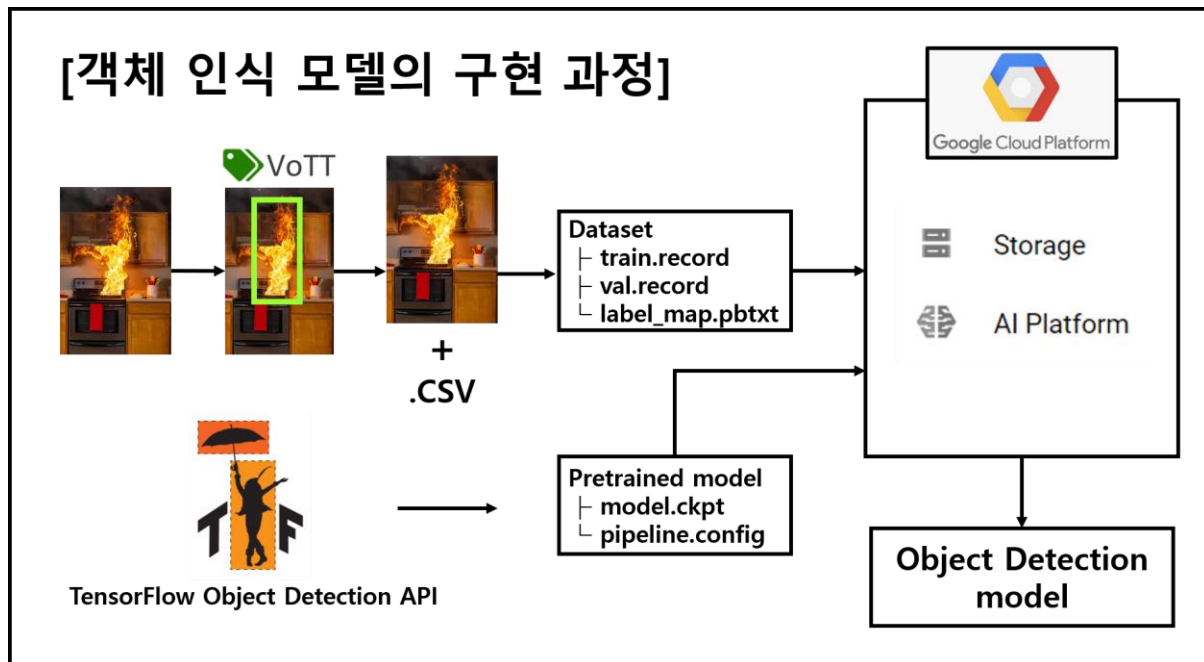 [객체 인식 모델의 구현 과정]
VoTT
+
.CSV
Dataset
├ train.record
├ val.record
└ label_map.pbtxt
Google Cloud Platform
Storage
AI Platform
TF
TensorFlow Object Detection API
Pretrained model
├ model.ckpt
└ pipeline.config
Object Detection
model